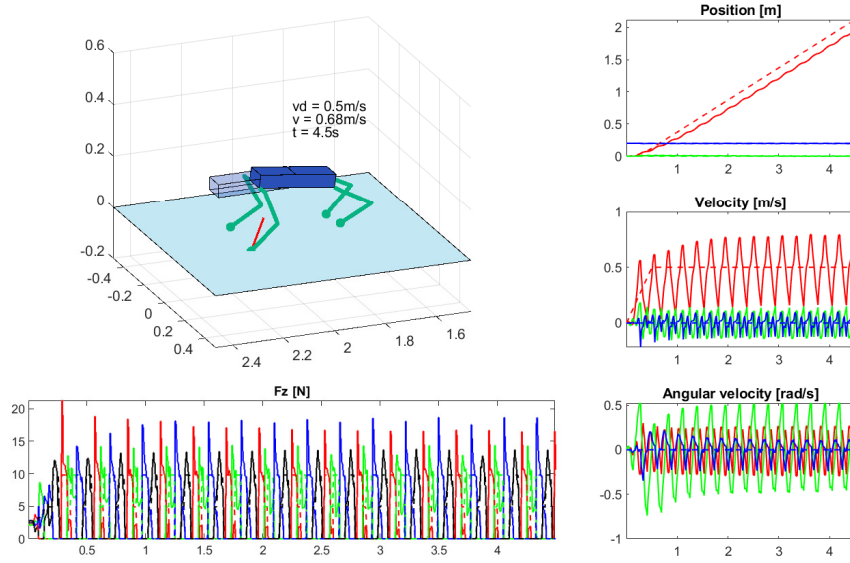 0.6
0.4
0.2
0
-0.2
vd = 0.5m/s
v = 0.68m/s
t = 4.5s
-0.4
-0.2
0
0.2
0.4
2.4
2.2
2
1.8
1.6
Position [m]
2
1.5
1
0.5
0
1 2 3 4
Velocity [m/s]
1
0.5
0
1 2 3 4
Fz [N]
20
15
10
5
0
0.5 1 1.5 2 2.5 3 3.5 4
Angular velocity [rad/s]
0.5
0
-0.5
-1
1 2 3 4